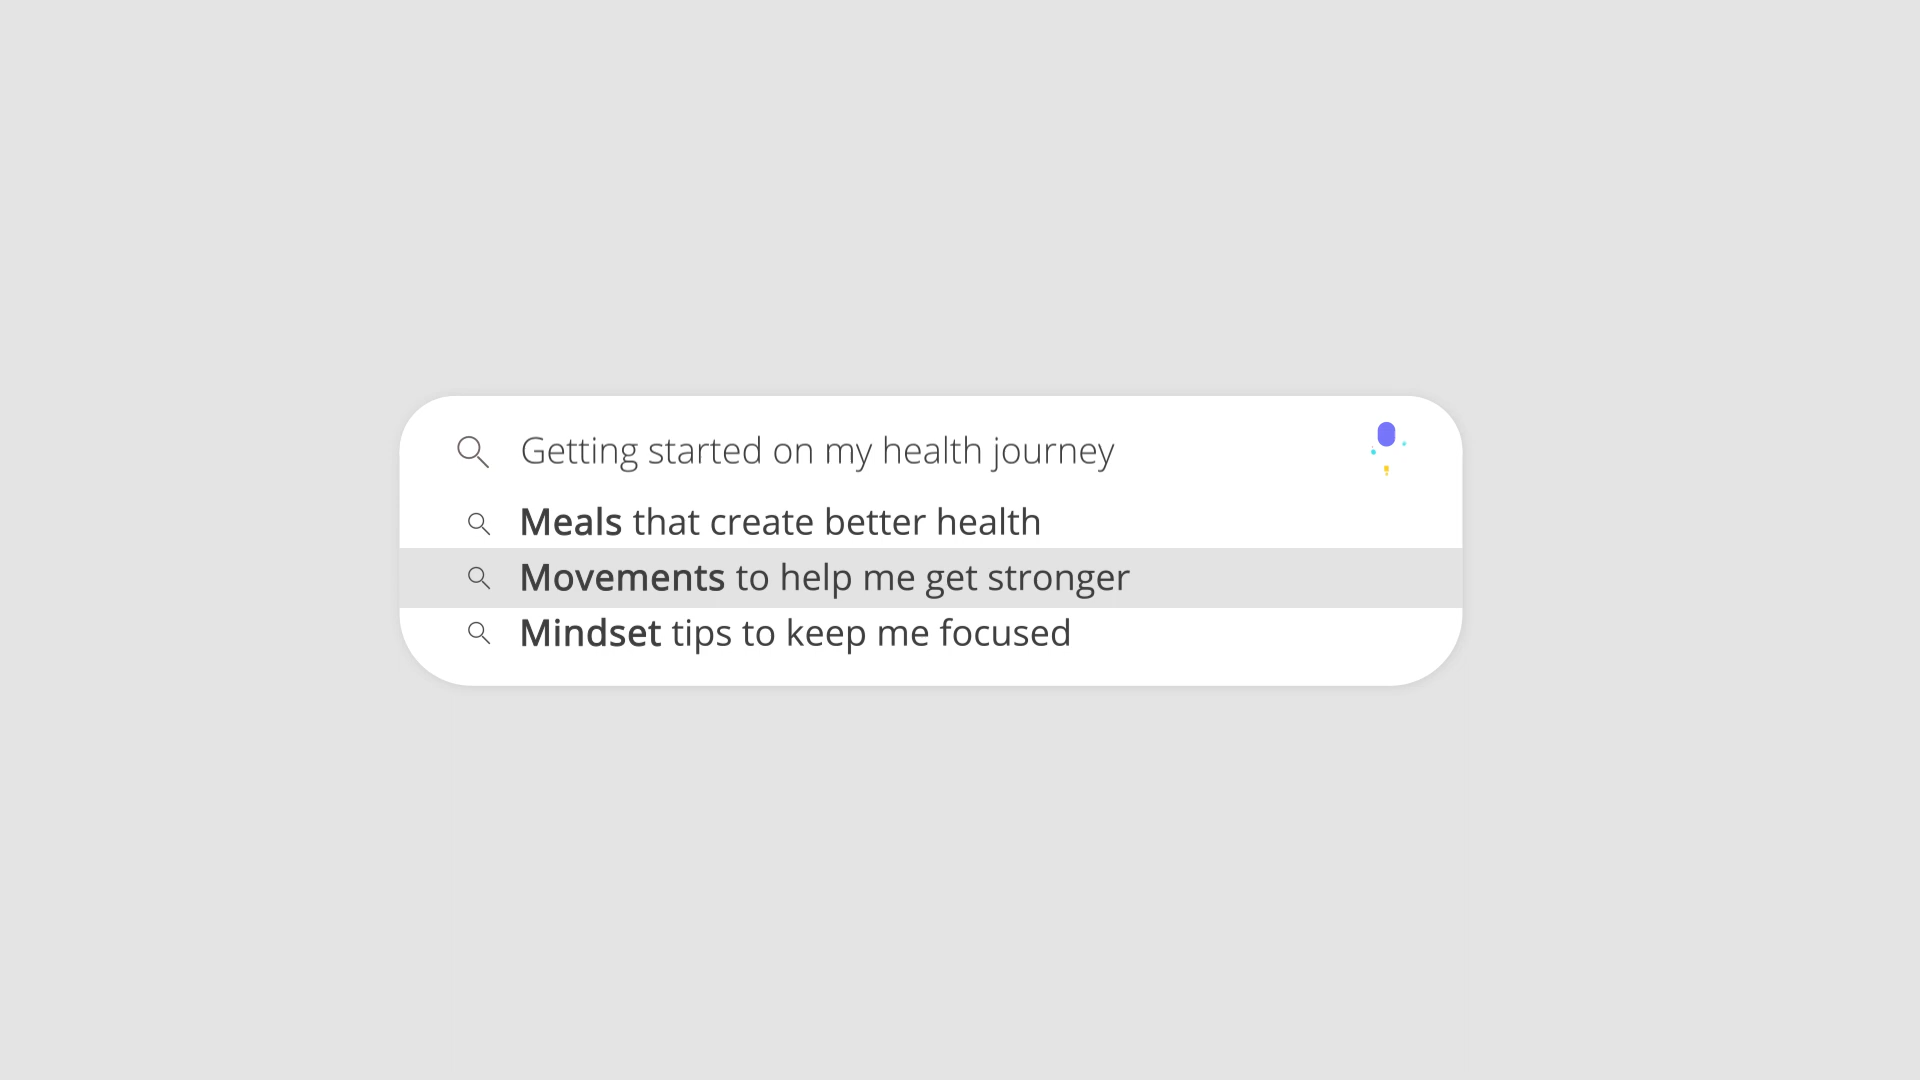 Getting started on my health journey
Meals that create better health
Movements to help me get stronger
Mindset tips to keep me focused